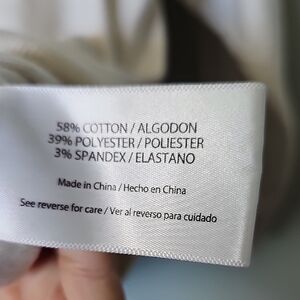 58% COTTON / ALGODON
39% POLYESTER / POLIESTER
3% SPANDEX / ELASTANO
Made in China / Hecho en China
See reverse for care / Ver al reverso para cuidado